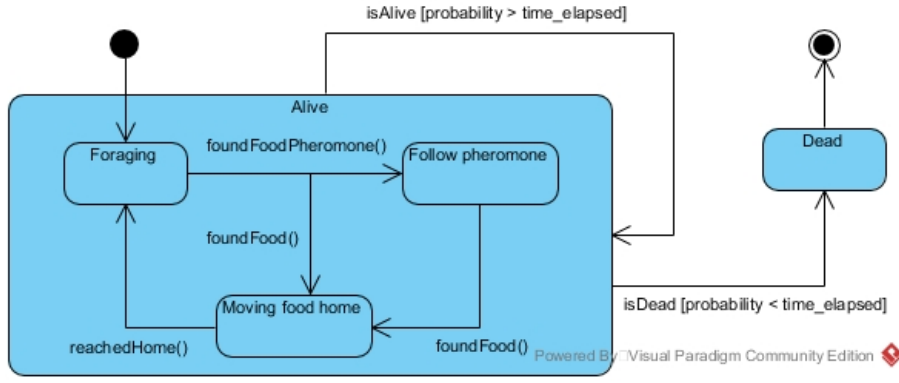 isAlive [probability > time_elapsed]
Alive
Foraging
foundFoodPheromone()
Follow pheromone
Dead
foundFood()
Moving food home
isDead [probability < time_elapsed]
reachedHome()
foundFood()
Powered By Visual Paradigm Community Edition